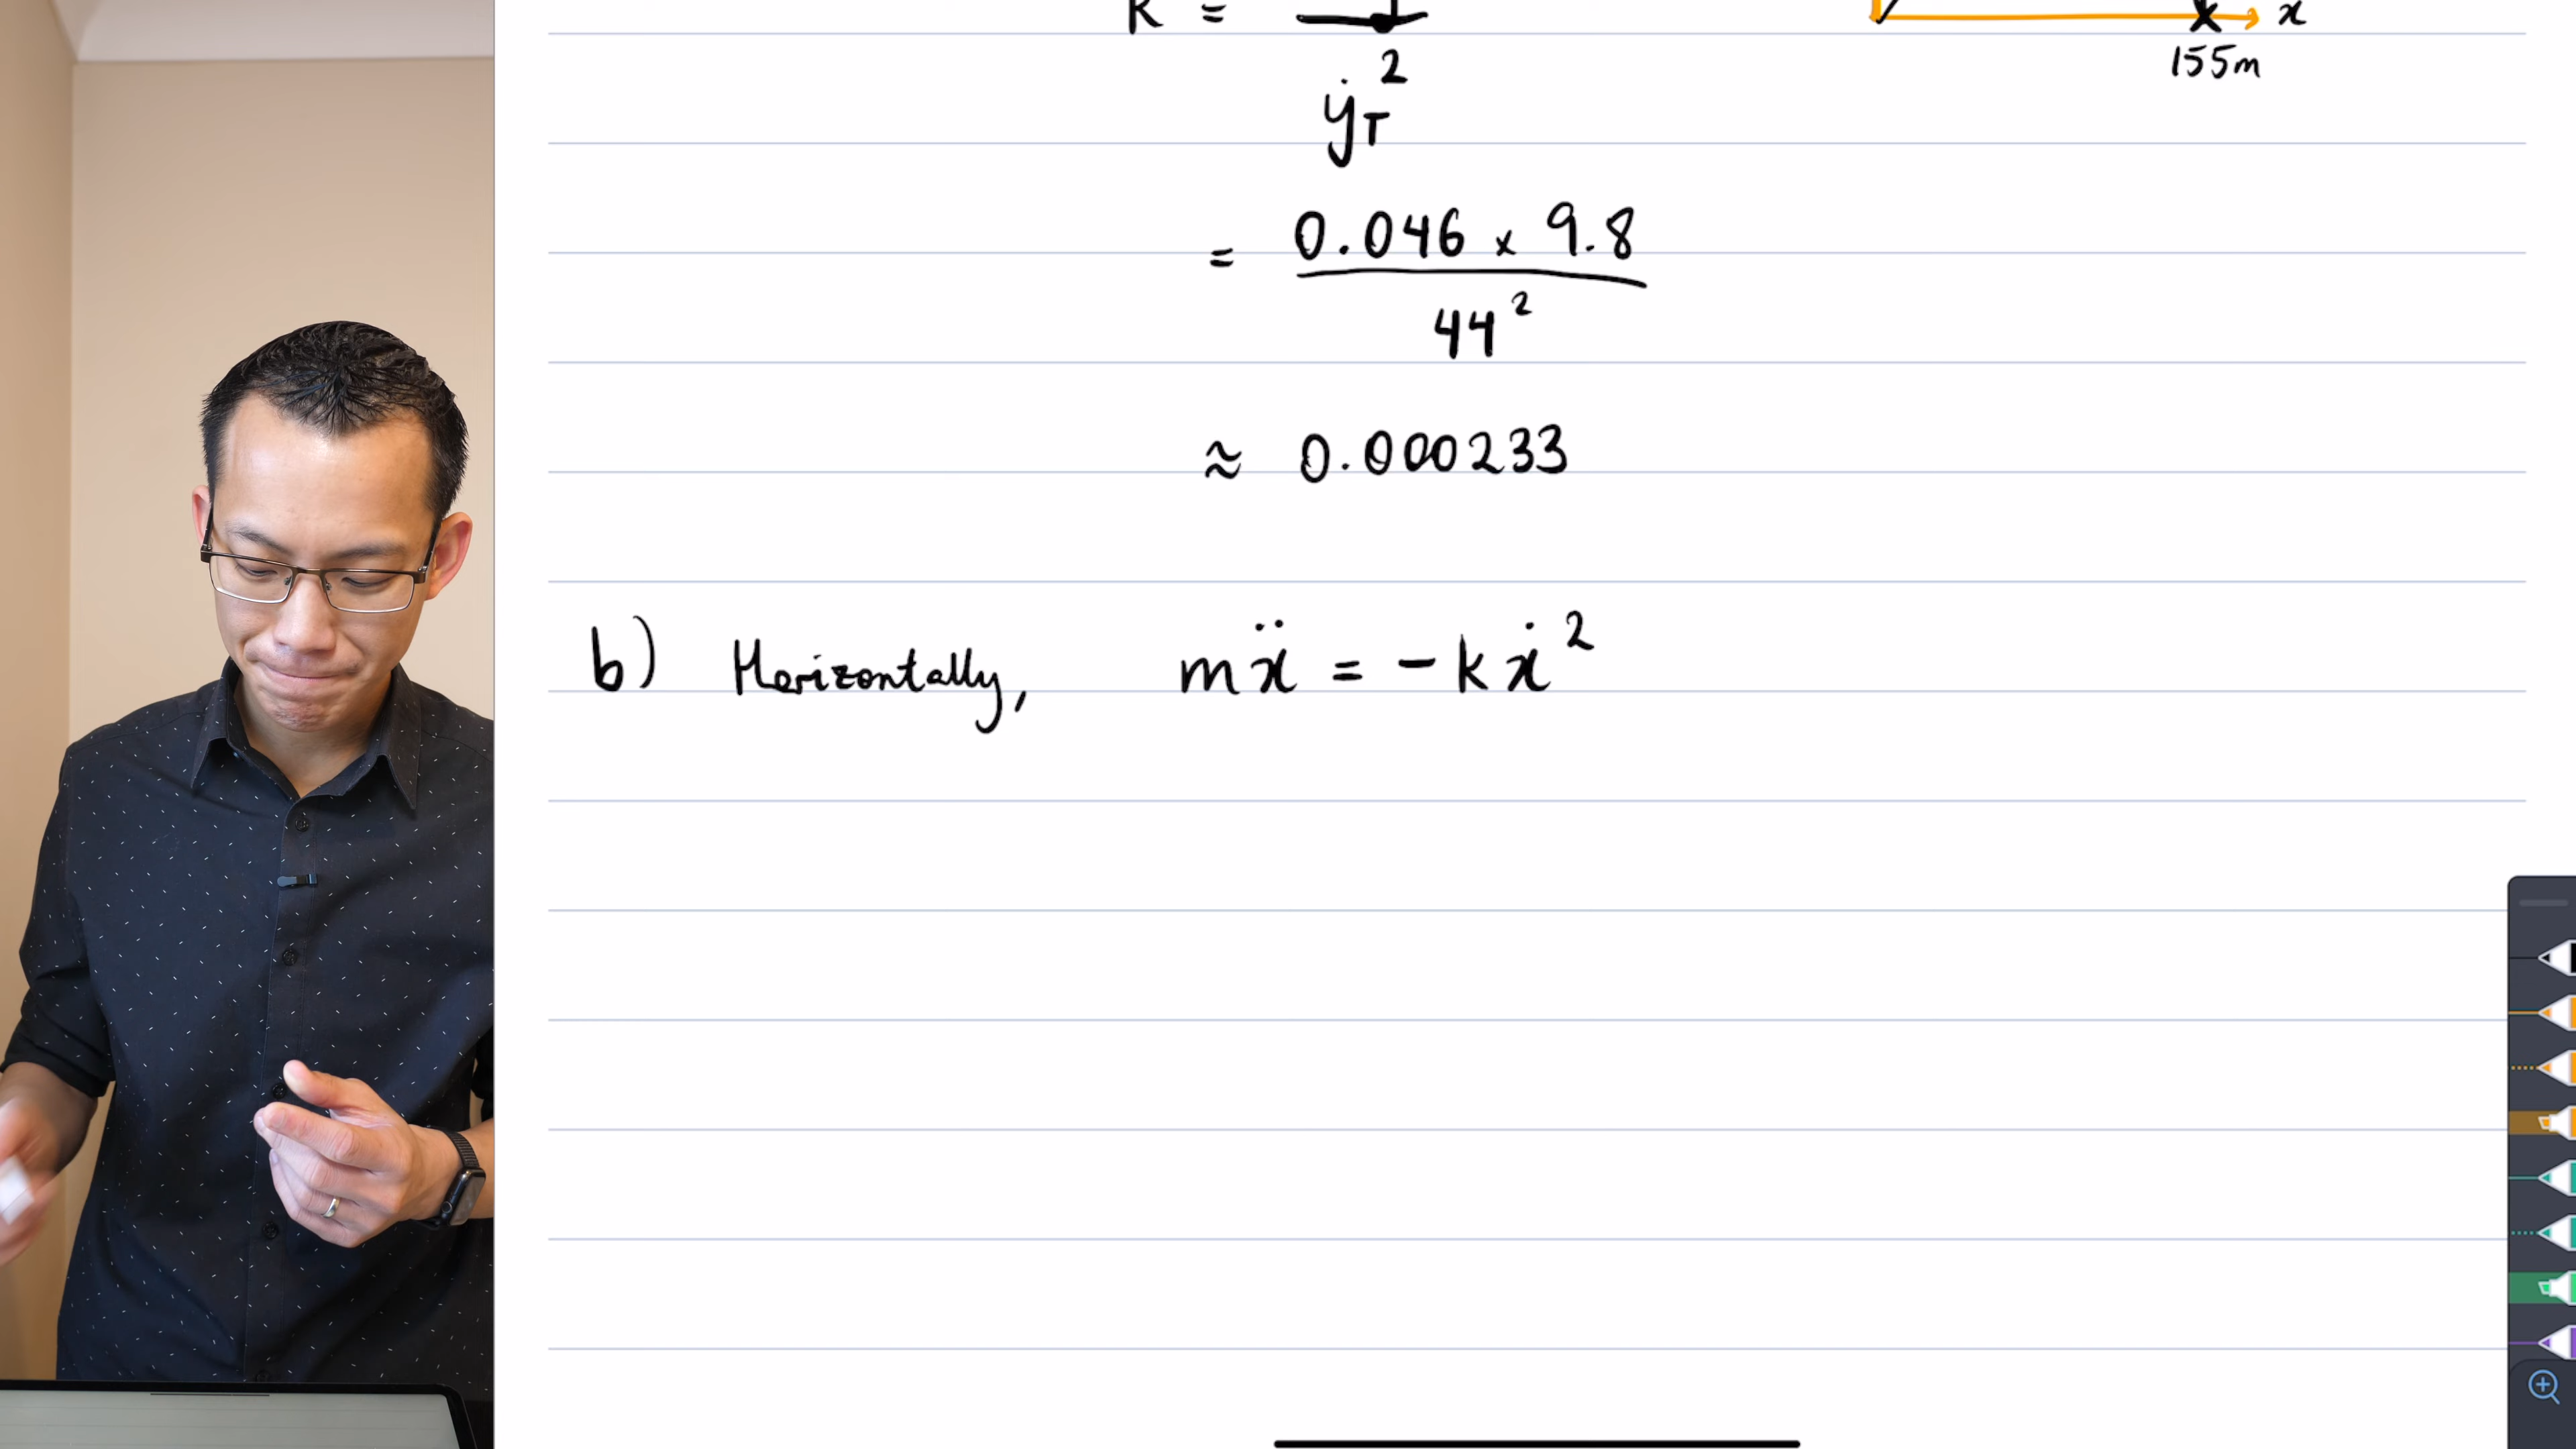 k =
x
155m
ẏT²
= 0.046 × 9.8
44²
≈ 0.000233
b) Horizontally, mẍ = -kẋ²